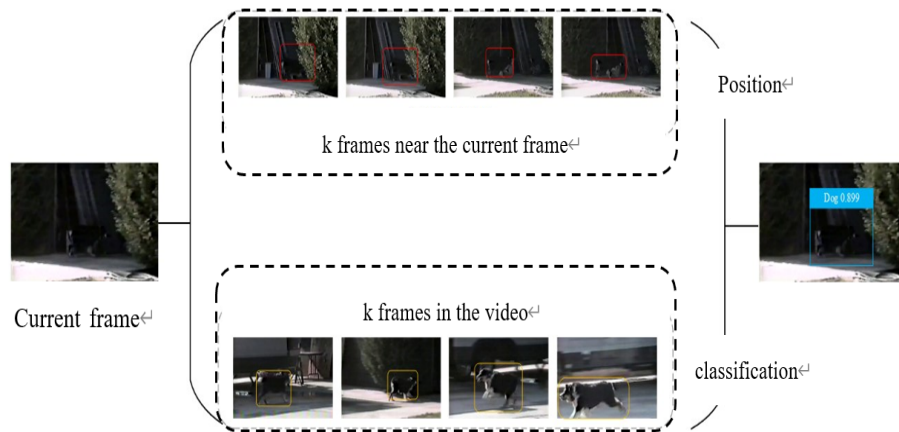 Position↵
k frames near the current frame↵
Dog 0.899
k frames in the video↵
Current frame↵
classification↵